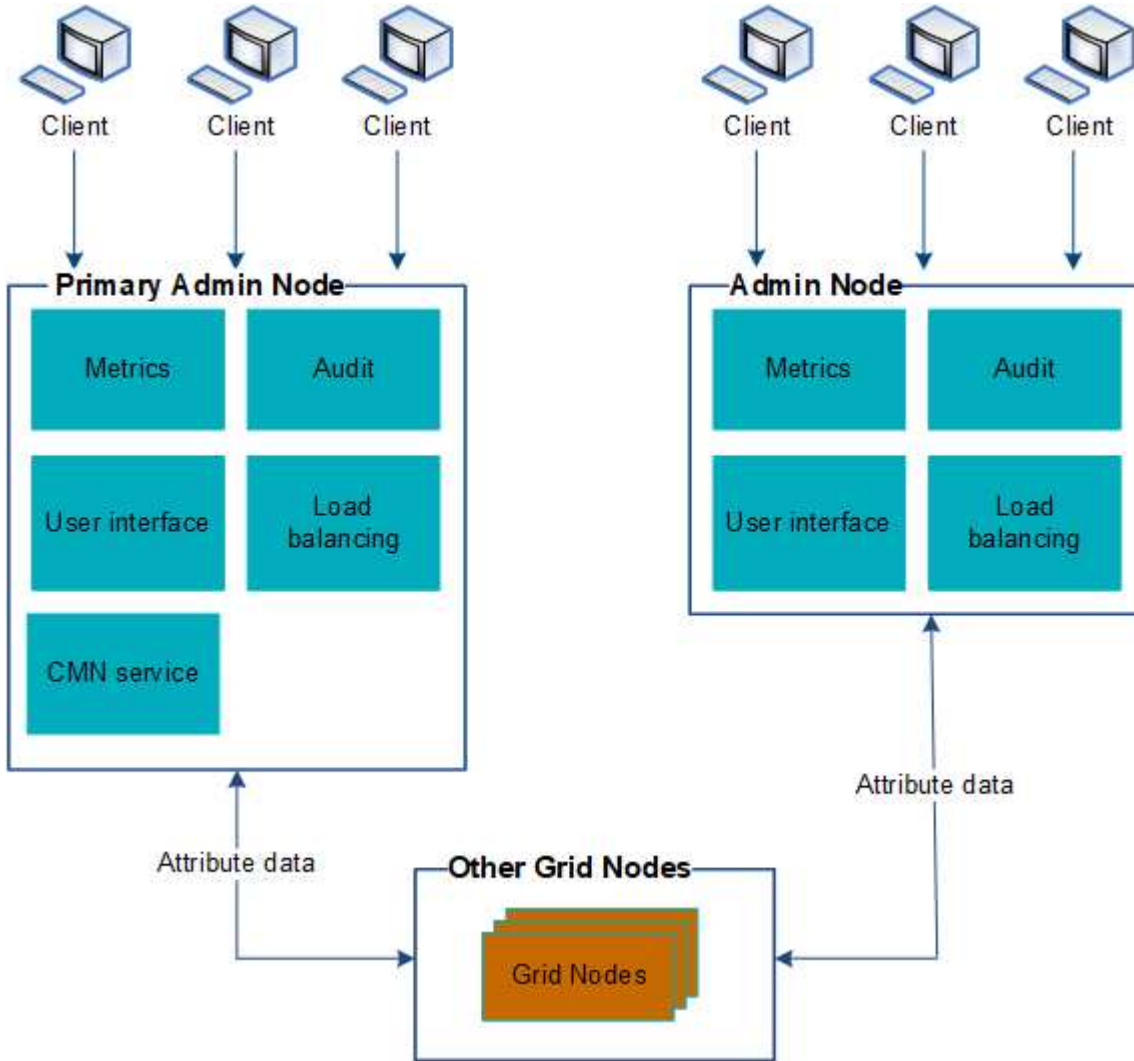 Client
Client
Client
Client
Client
Client
Primary Admin Node
Admin Node
Metrics
Audit
Metrics
Audit
User interface
Load
balancing
User interface
Load
balancing
CMN service
Attribute data
Attribute data
Other Grid Nodes
Grid Nodes